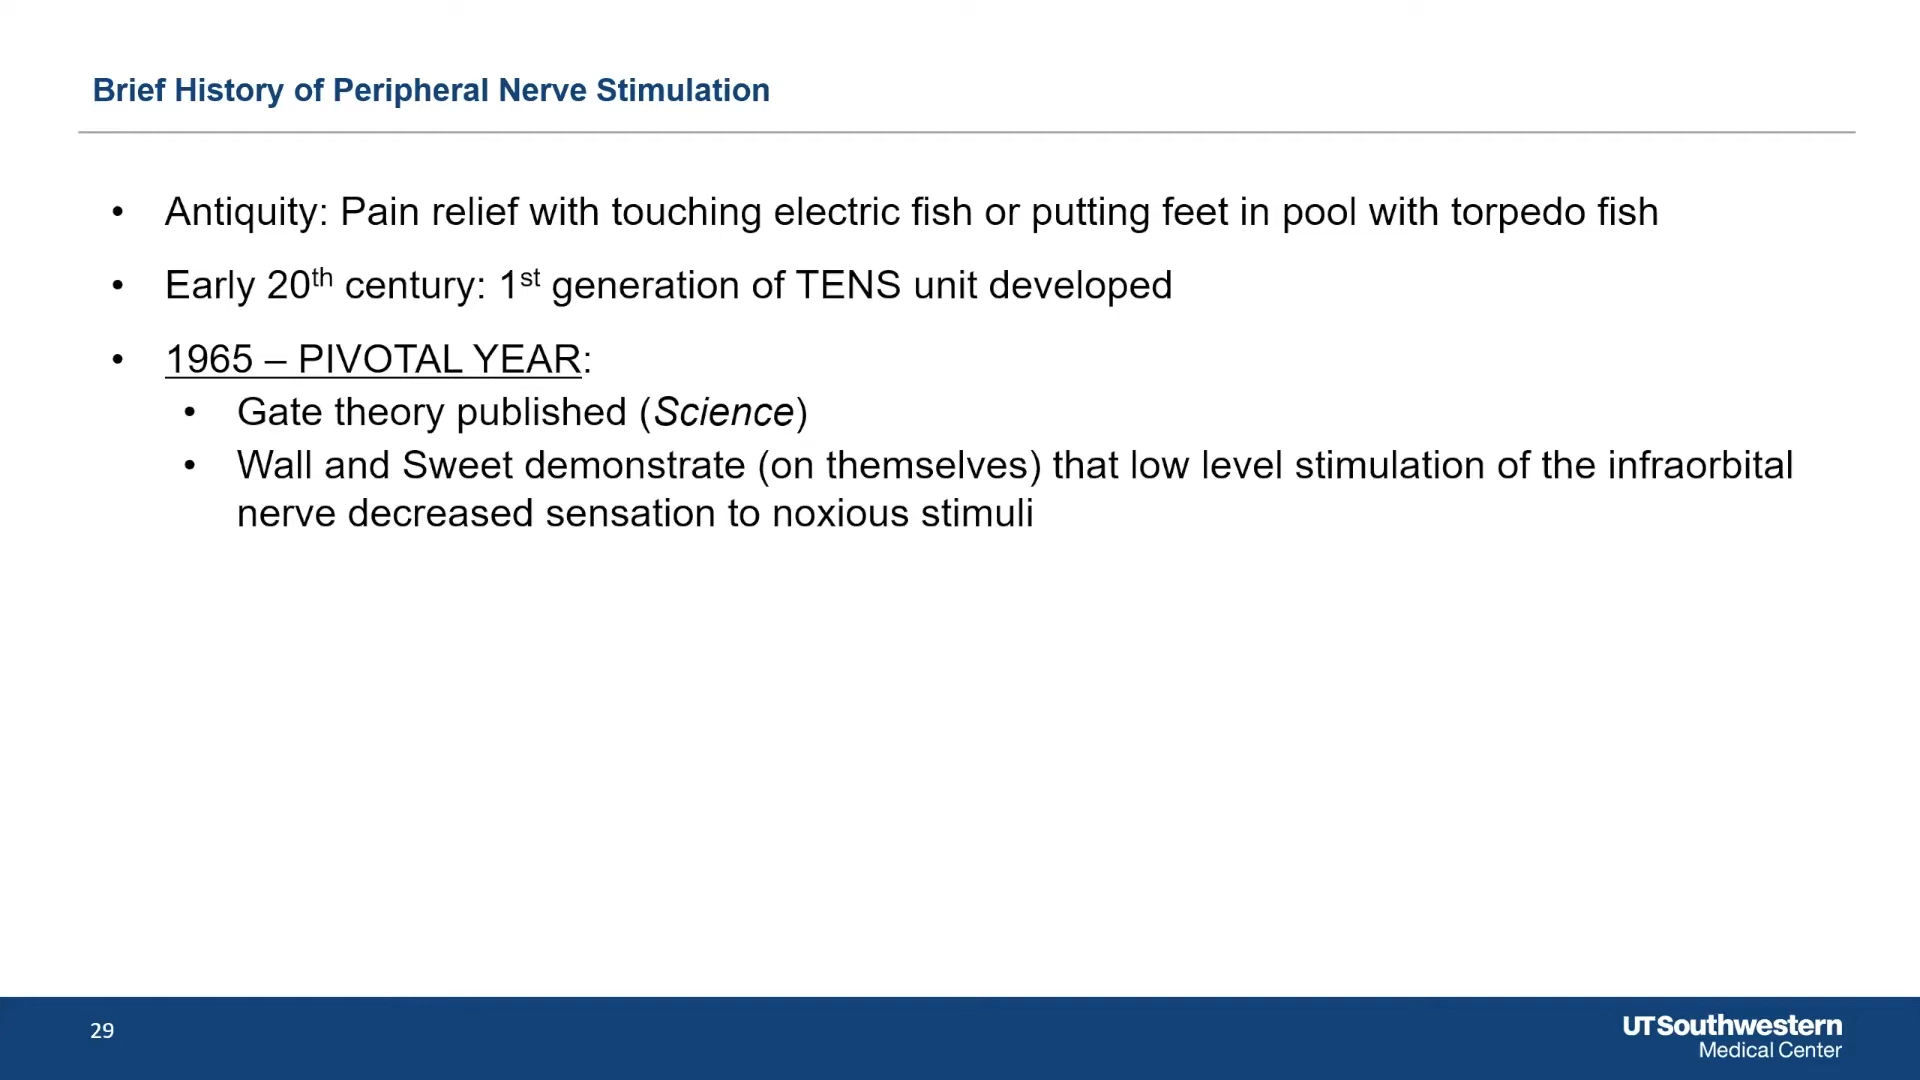 Brief History of Peripheral Nerve Stimulation
• Antiquity: Pain relief with touching electric fish or putting feet in pool with torpedo fish
• Early 20th century: 1st generation of TENS unit developed
• 1965 – PIVOTAL YEAR:
• Gate theory published (Science)
• Wall and Sweet demonstrate (on themselves) that low level stimulation of the infraorbital
nerve decreased sensation to noxious stimuli
29
UTSouthwestern
Medical Center